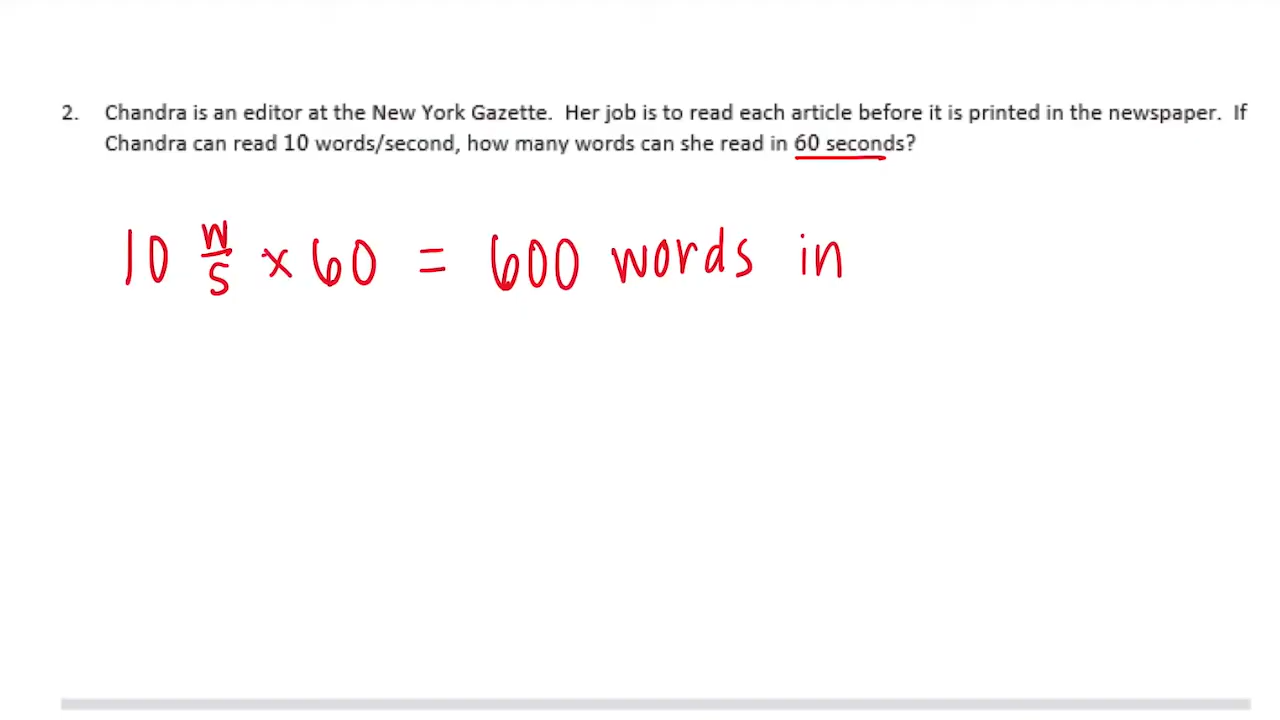 2. Chandra is an editor at the New York Gazette. Her job is to read each article before it is printed in the newspaper. If
Chandra can read 10 words/second, how many words can she read in 60 seconds?
10 W/S × 60 = 600 words in